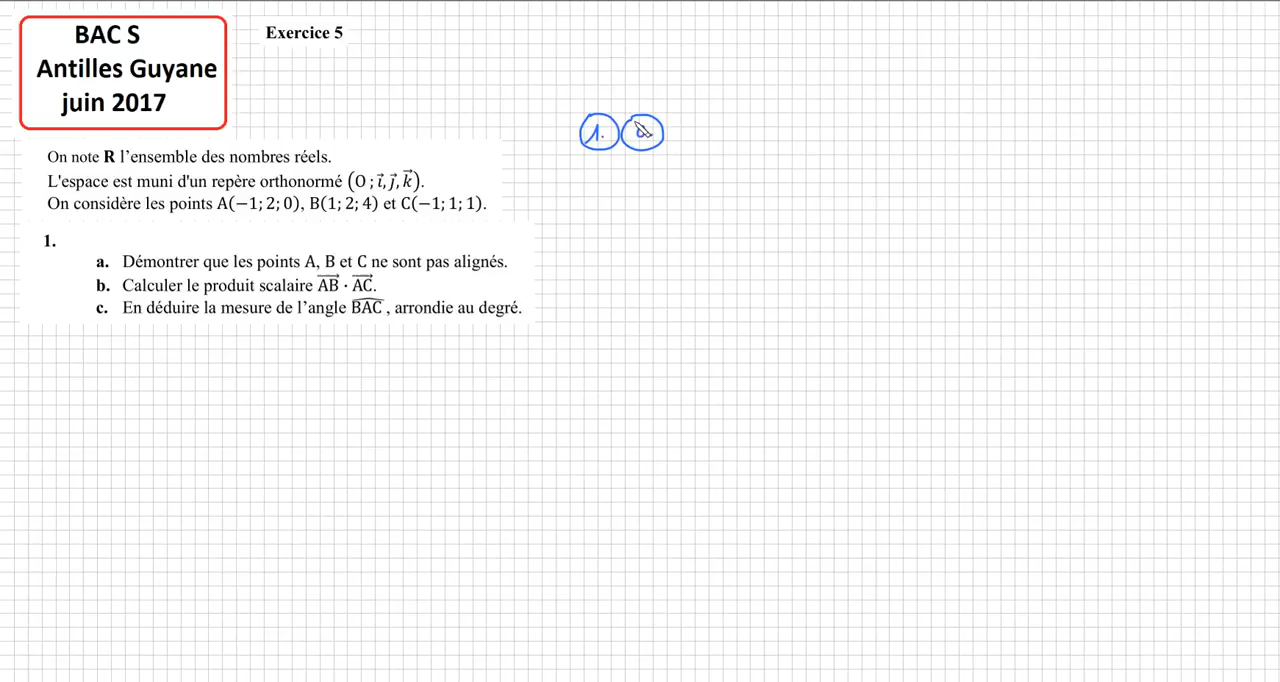 BAC S
Antilles Guyane
juin 2017
Exercice 5
1. a
On note R l'ensemble des nombres réels.
L'espace est muni d'un repère orthonormé (O ; i⃗, j⃗, k⃗).
On considère les points A(−1; 2; 0), B(1; 2; 4) et C(−1; 1; 1).
1.
a. Démontrer que les points A, B et C ne sont pas alignés.
b. Calculer le produit scalaire \overrightarrow{AB} · \overrightarrow{AC}.
c. En déduire la mesure de l’angle \widehat{BAC} , arrondie au degré.